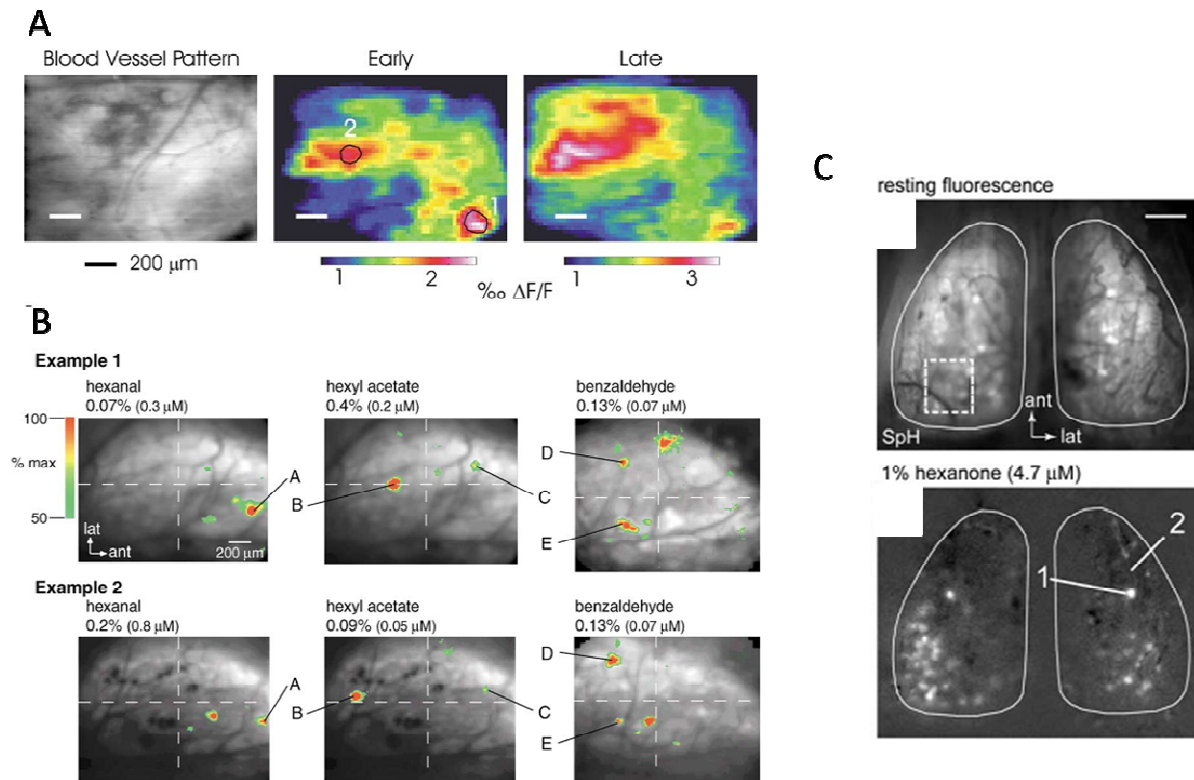 A
Blood Vessel Pattern
Early
Late
2
1
200 µm
1 2
‰ ΔF/F
1 3
B
Example 1
hexanal
0.07% (0.3 µM)
hexyl acetate
0.4% (0.2 µM)
benzaldehyde
0.13% (0.07 µM)
100
% max
50
lat
ant
200 µm
A
B
C
D
E
Example 2
hexanal
0.2% (0.8 µM)
hexyl acetate
0.09% (0.05 µM)
benzaldehyde
0.13% (0.07 µM)
A
B
C
D
E
C
resting fluorescence
ant
lat
SpH
1% hexanone (4.7 µM)
1
2